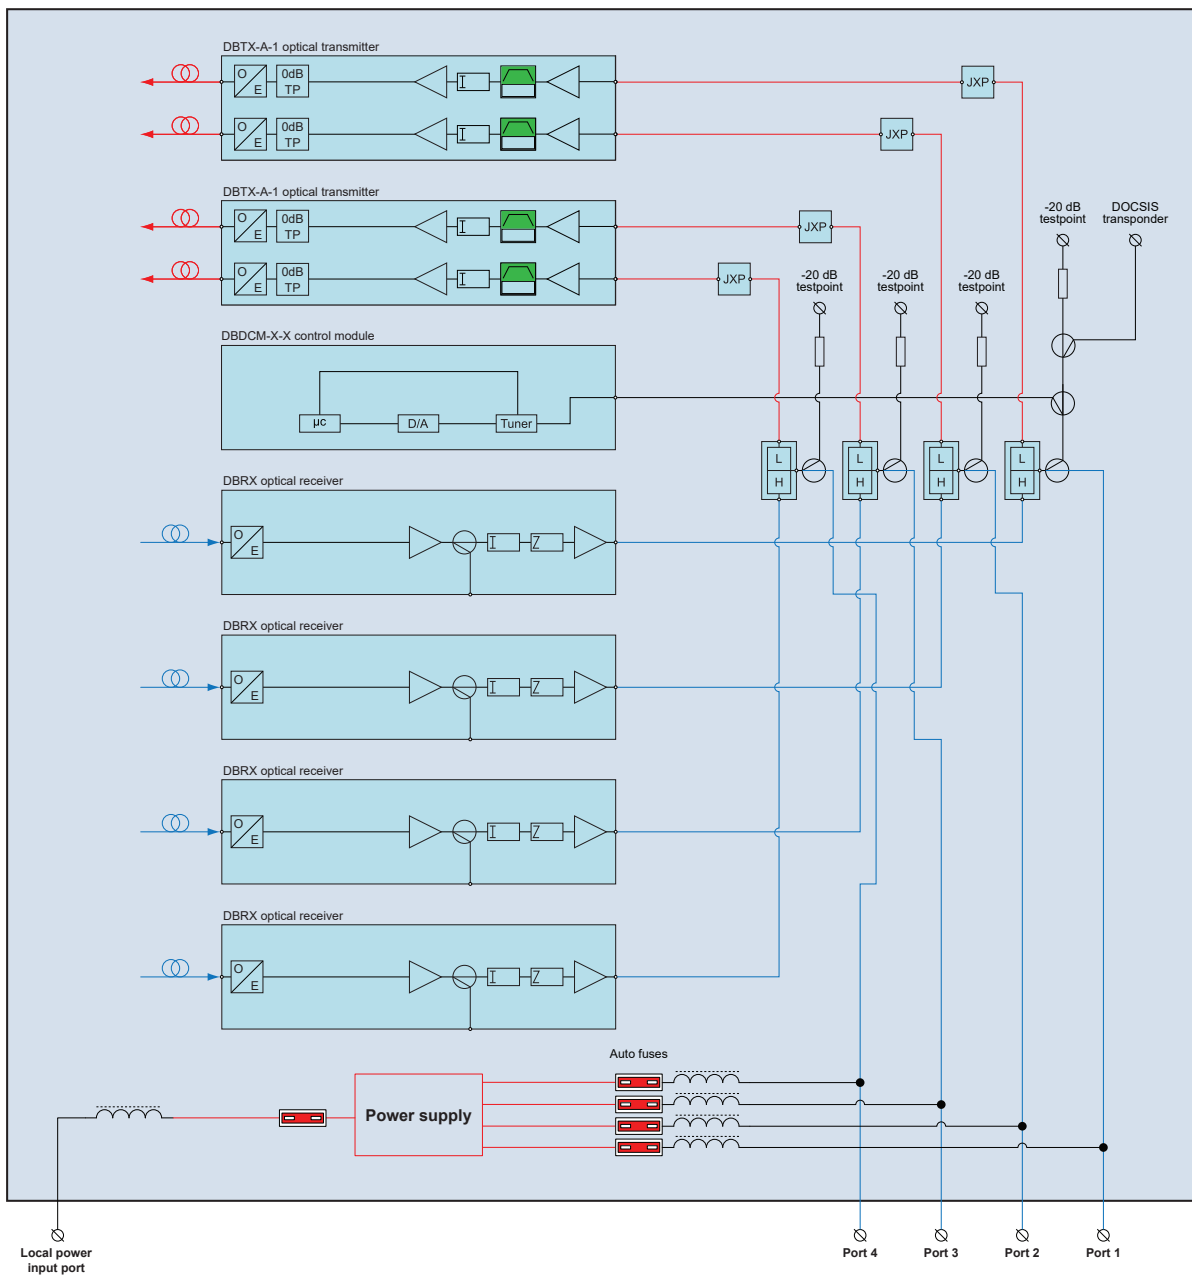 DBTX-A-1 optical transmitter
O
E
0dB
TP
JXP
O
E
0dB
TP
JXP
DBTX-A-1 optical transmitter
O
E
0dB
TP
JXP
O
E
0dB
TP
JXP
-20 dB
testpoint
DOCSIS
transponder
-20 dB
testpoint
-20 dB
testpoint
-20 dB
testpoint
DBDCM-X-X control module
µc
D/A
Tuner
L
H
L
H
L
H
L
H
DBRX optical receiver
O
E
I
Z
DBRX optical receiver
O
E
I
Z
DBRX optical receiver
O
E
I
Z
DBRX optical receiver
O
E
I
Z
Auto fuses
Power supply
Local power
input port
Port 4
Port 3
Port 2
Port 1